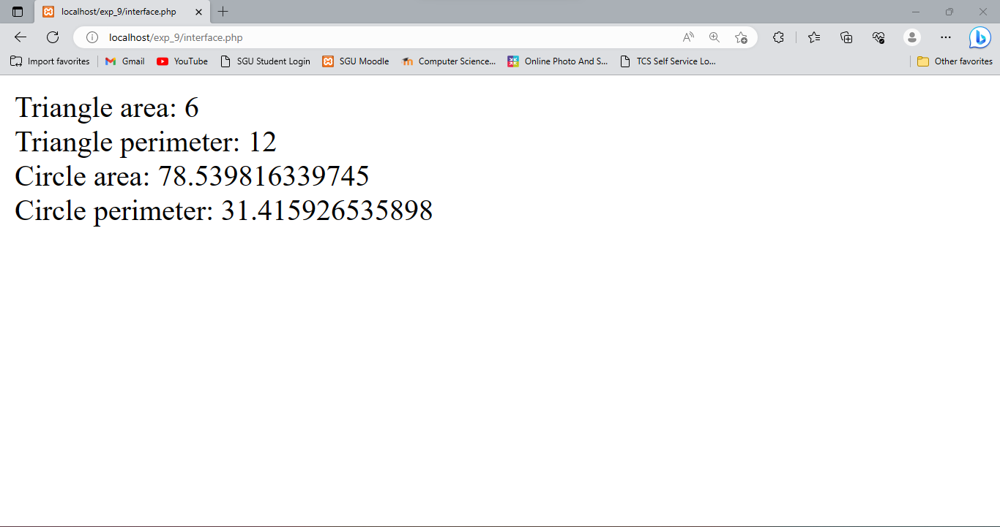 localhost/exp_9/interface.php
localhost/exp_9/interface.php
Import favorites Gmail YouTube SGU Student Login SGU Moodle Computer Science... Online Photo And S... TCS Self Service Lo... Other favorites
Triangle area: 6
Triangle perimeter: 12
Circle area: 78.539816339745
Circle perimeter: 31.415926535898